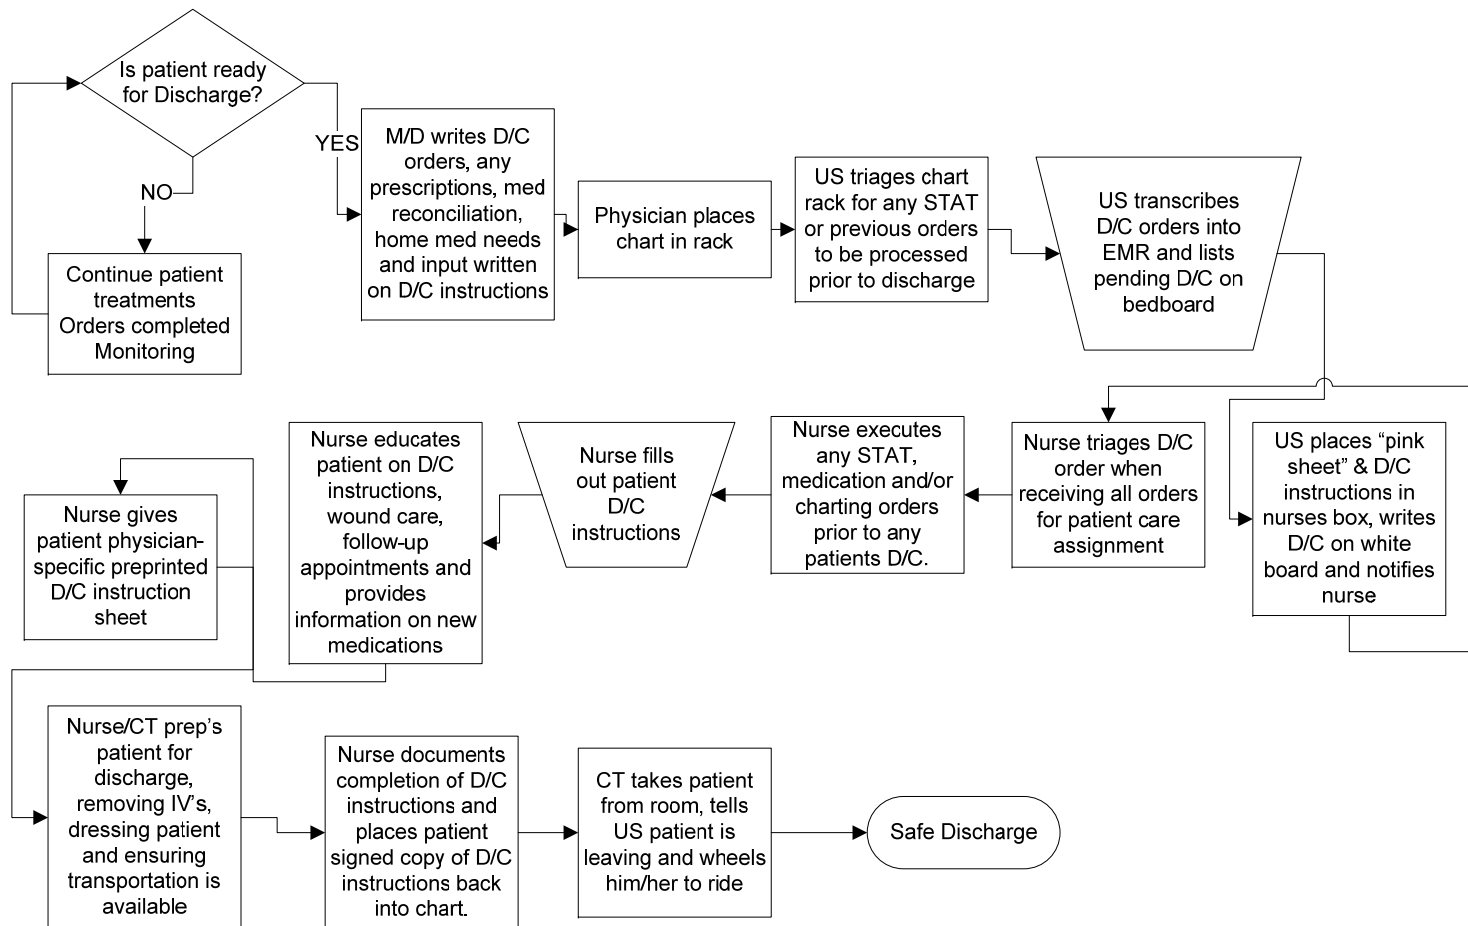 Is patient ready
for Discharge?
YES
NO
Continue patient
treatments
Orders completed
Monitoring
M/D writes D/C
orders, any
prescriptions, med
reconciliation,
home med needs
and input written
on D/C instructions
Physician places
chart in rack
US triages chart
rack for any STAT
or previous orders
to be processed
prior to discharge
US transcribes
D/C orders into
EMR and lists
pending D/C on
bedboard
US places “pink
sheet” & D/C
instructions in
nurses box, writes
D/C on white
board and notifies
nurse
Nurse triages D/C
order when
receiving all orders
for patient care
assignment
Nurse executes
any STAT,
medication and/or
charting orders
prior to any
patients D/C.
Nurse fills
out patient
D/C
instructions
Nurse educates
patient on D/C
instructions,
wound care,
follow-up
appointments and
provides
information on new
medications
Nurse gives
patient physician-
specific preprinted
D/C instruction
sheet
Nurse/CT prep’s
patient for
discharge,
removing IV’s,
dressing patient
and ensuring
transportation is
available
Nurse documents
completion of D/C
instructions and
places patient
signed copy of D/C
instructions back
into chart.
CT takes patient
from room, tells
US patient is
leaving and wheels
him/her to ride
Safe Discharge